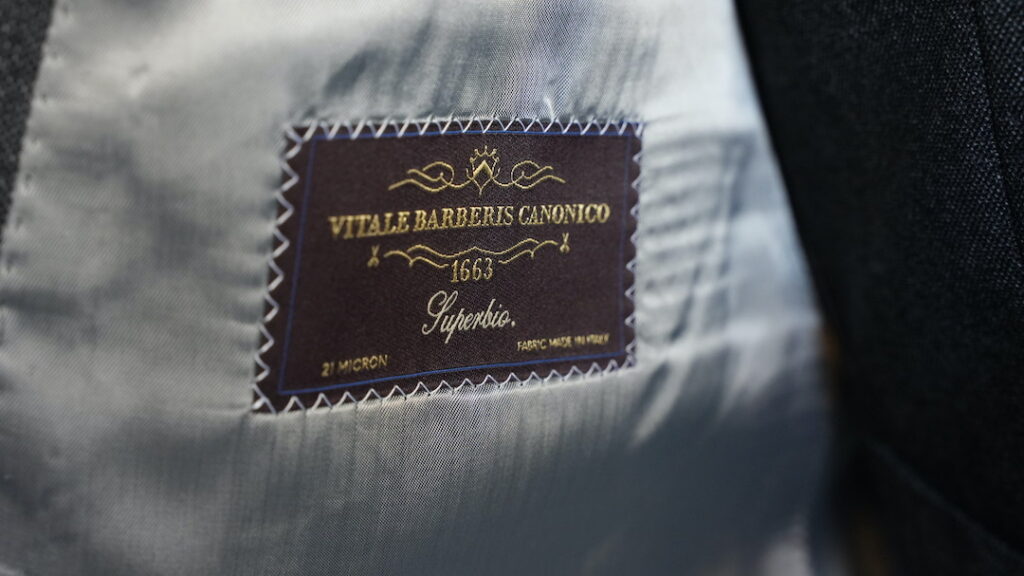 VITALE BARBERIS CANONICO
1663
Superbio.
21 MICRON
FABRIC MADE IN ITALY